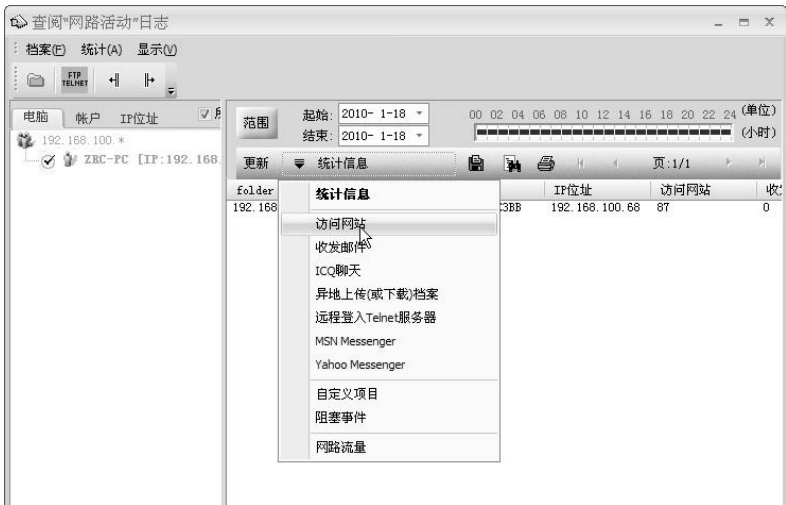 查阅“网路活动”日志
档案(F) 统计(A) 显示(V)
FTP
TELNET
电脑 帐户 IP位址
192.168.100.*
ZRC-PC [IP:192.168
范围
起始: 2010- 1-18
结束: 2010- 1-18
00 02 04 06 08 10 12 14 16 18 20 22 24 (单位)
(小时)
更新 统计信息 页:1/1
folder IP位址 访问网站 收
192.168 C3BB 192.168.100.68 87 0
统计信息
访问网站
收发邮件
ICQ聊天
异地上传(或下载)档案
远程登入Telnet服务器
MSN Messenger
Yahoo Messenger
自定义项目
阻塞事件
网路流量